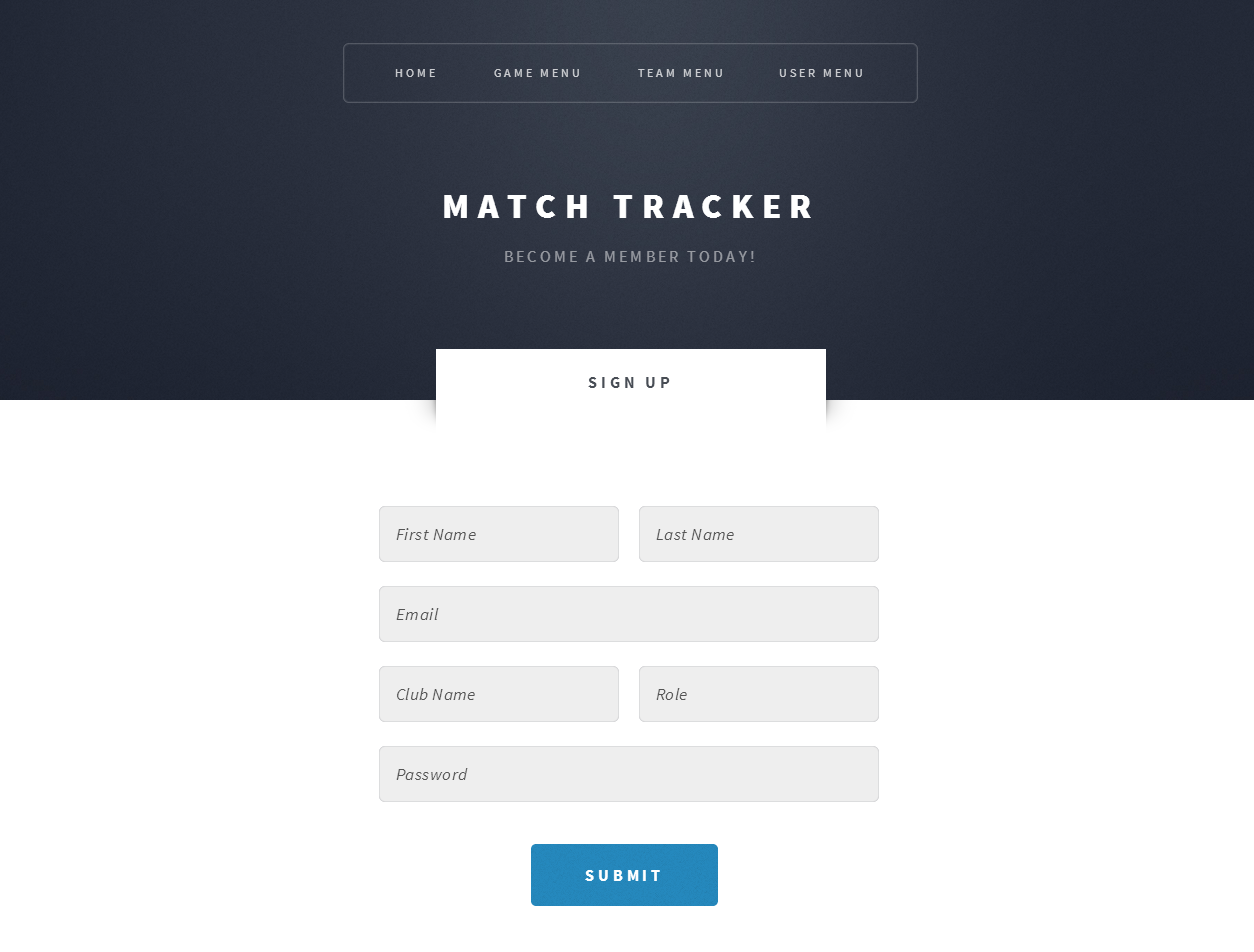 HOME GAME MENU TEAM MENU USER MENU
MATCH TRACKER
BECOME A MEMBER TODAY!
SIGN UP
First Name Last Name
Email
Club Name Role
Password
SUBMIT